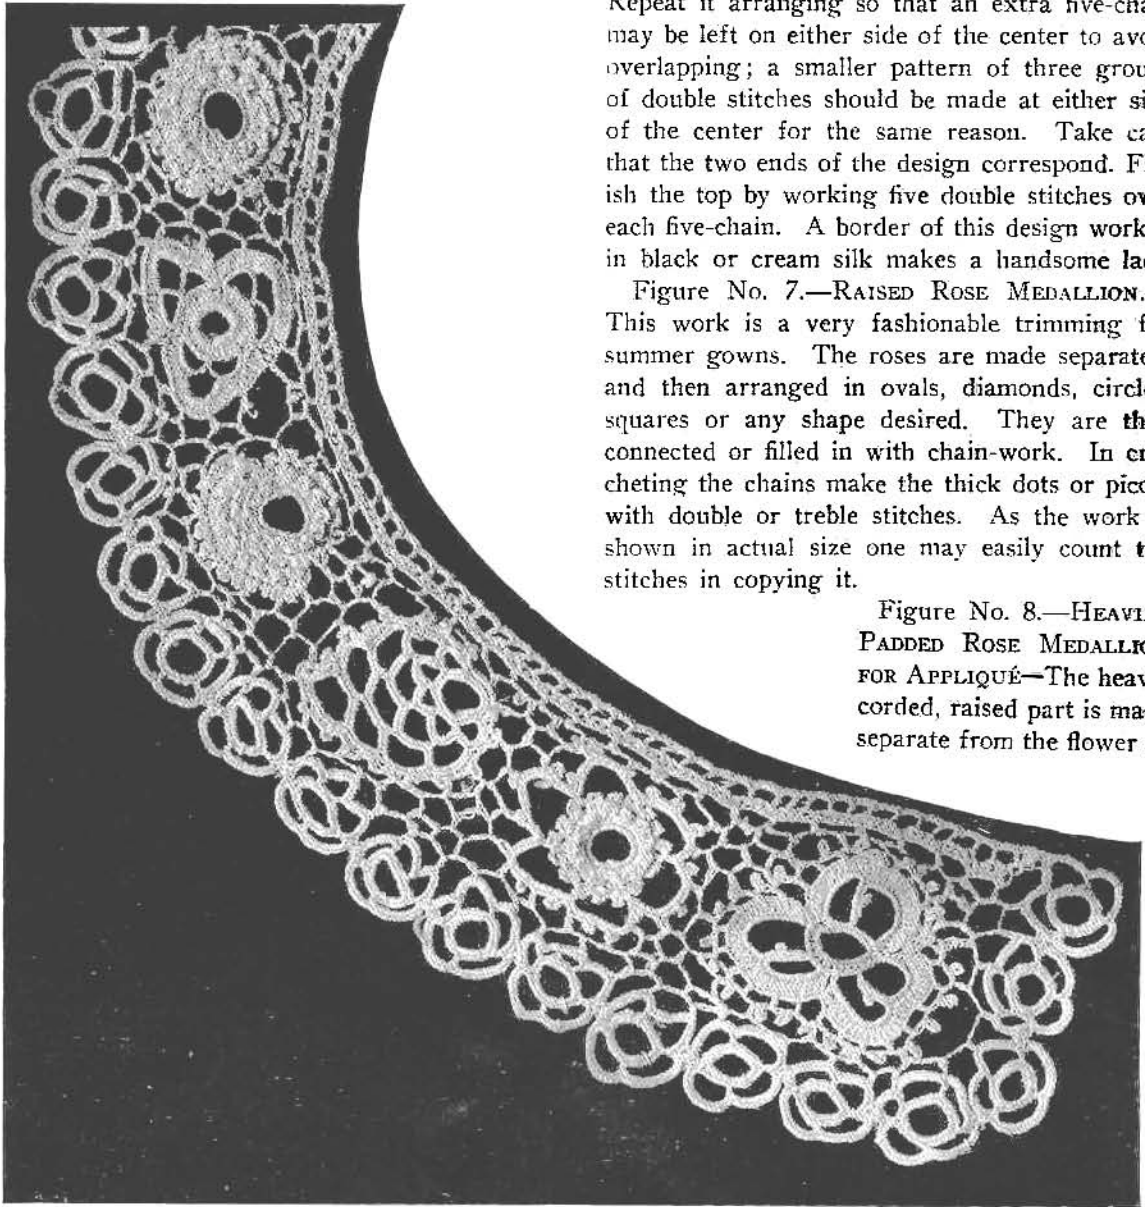 Repeat it arranging so that an extra five-cha
may be left on either side of the center to avo
overlapping; a smaller pattern of three grou
of double stitches should be made at either si
of the center for the same reason. Take ca
that the two ends of the design correspond. F
ish the top by working five double stitches ov
each five-chain. A border of this design work
in black or cream silk makes a handsome lac
Figure No. 7.—RAISED ROSE MEDALLION.
This work is a very fashionable trimming f
summer gowns. The roses are made separate
and then arranged in ovals, diamonds, circl
squares or any shape desired. They are th
connected or filled in with chain-work. In cr
cheting the chains make the thick dots or pico
with double or treble stitches. As the work
shown in actual size one may easily count t
stitches in copying it.
Figure No. 8.—HEAVI
PADDED ROSE MEDALLIO
FOR APPLIQUÉ—The heav
corded, raised part is ma
separate from the flower